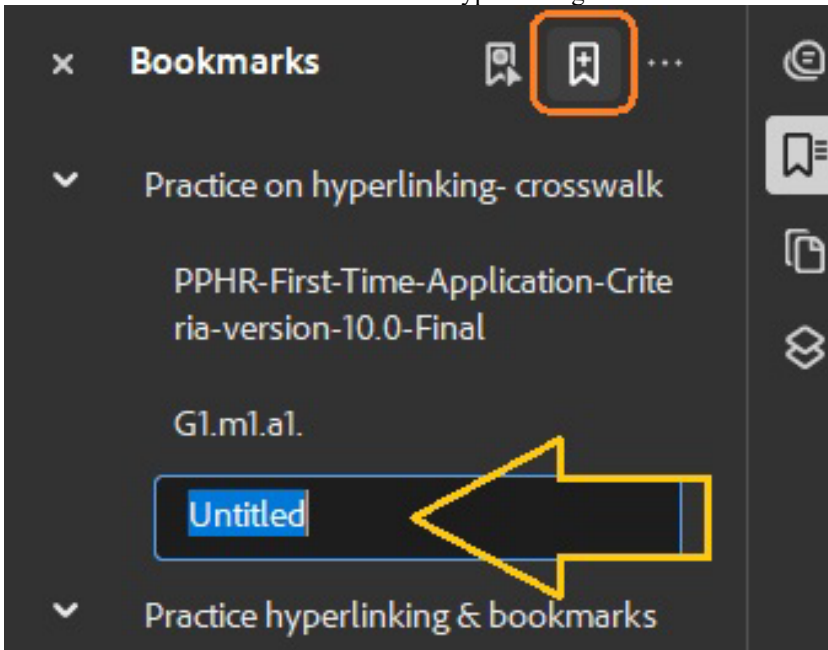 Bookmarks
Practice on hyperlinking- crosswalk
PPHR-First-Time-Application-Crite
ria-version-10.0-Final
G1.m1.a1.
Untitled
Practice hyperlinking & bookmarks